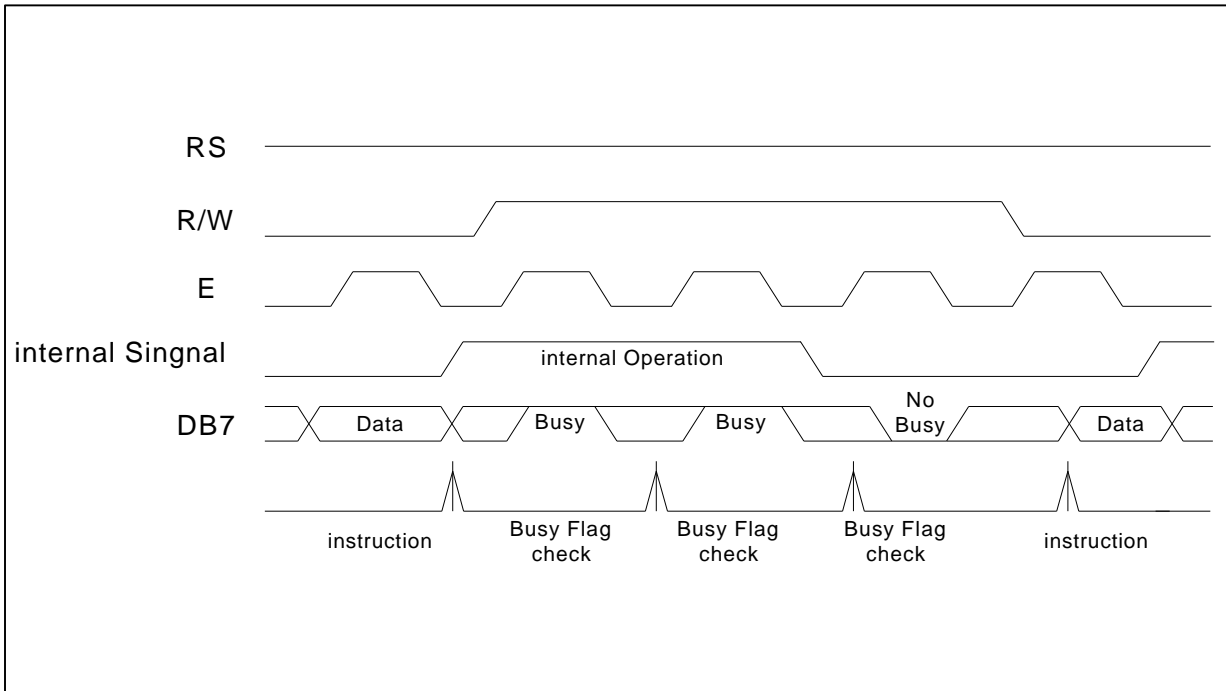 RS
R/W
E
internal Singnal
internal Operation
DB7
Data
Busy
Busy
No
Busy
Data
instruction
Busy Flag
check
Busy Flag
check
Busy Flag
check
instruction